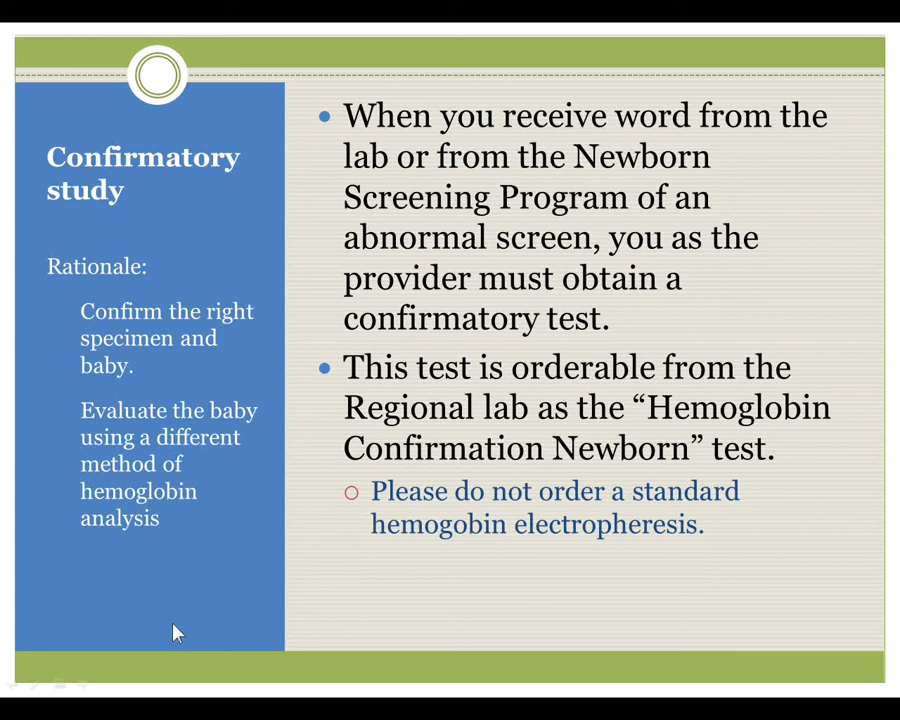 Confirmatory
study
Rationale:
Confirm the right
specimen and
baby.
Evaluate the baby
using a different
method of
hemoglobin
analysis
When you receive word from the
lab or from the Newborn
Screening Program of an
abnormal screen, you as the
provider must obtain a
confirmatory test.
This test is orderable from the
Regional lab as the “Hemoglobin
Confirmation Newborn” test.
Please do not order a standard
hemogobin electropheresis.